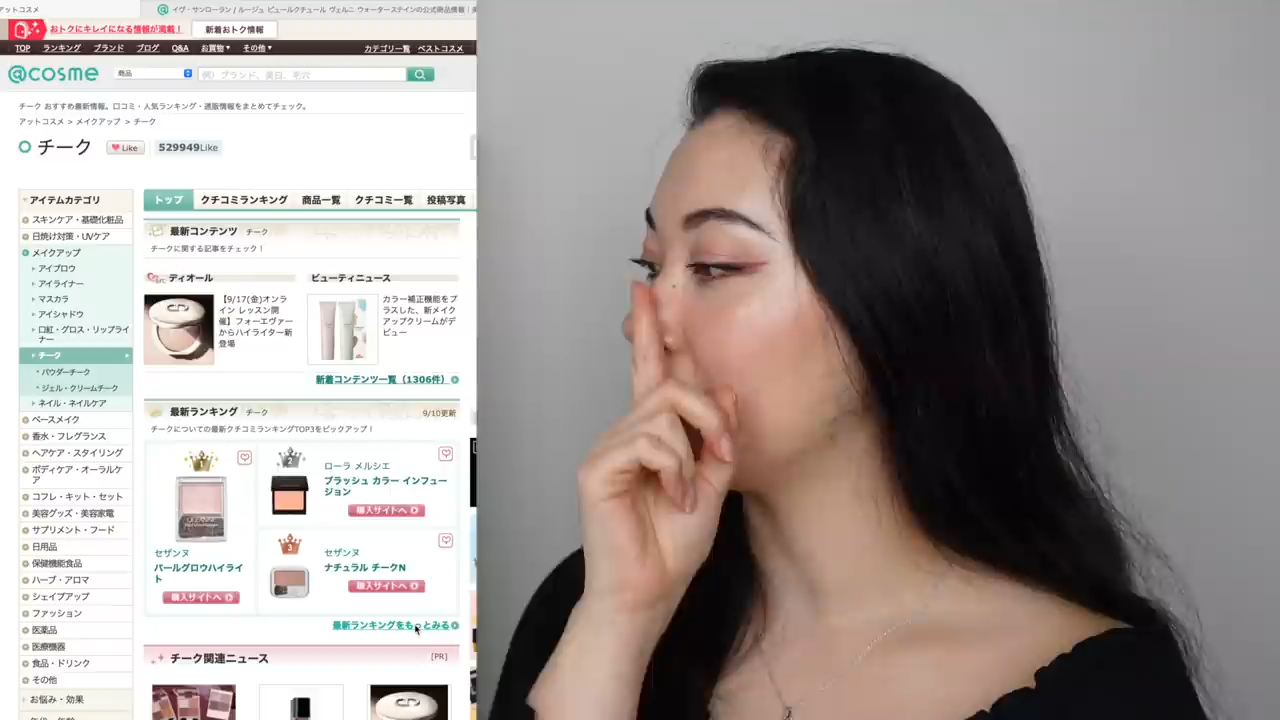 アットコスメ
イヴ・サンローラン / ルージュ ピュールクチュール ヴェルニ ウォーターステインの公式商品情報｜美
おトクにキレイになる情報が満載！
新着おトク情報
TOP ランキング ブランド ブログ Q&A お買物▼ その他▼ カテゴリ一覧 ベストコスメ
@cosme 商品 例）ブランド、美白、毛穴
チーク おすすめ最新情報。口コミ・人気ランキング・通販情報をまとめてチェック。
アットコスメ > メイクアップ > チーク
チーク Like 529949Like
アイテムカテゴリ
スキンケア・基礎化粧品
日焼け対策・UVケア
メイクアップ
アイブロウ
アイライナー
マスカラ
アイシャドウ
口紅・グロス・リップライ
ナー
チーク
パウダーチーク
ジェル・クリームチーク
ネイル・ネイルケア
ベースメイク
香水・フレグランス
ヘアケア・スタイリング
ボディケア・オーラルケ
ア
コフレ・キット・セット
美容グッズ・美容家電
サプリメント・フード
日用品
保健機能食品
ハーブ・アロマ
シェイプアップ
ファッション
医薬品
医療機器
食品・ドリンク
その他
お悩み・効果
トップ クチコミランキング 商品一覧 クチコミ一覧 投稿写真
最新コンテンツ チーク
チークに関する記事をチェック！
ディオール
【9/17(金)オンラ
イン レッスン開
催】フォーエヴァー
からハイライター新
登場
ビューティニュース
カラー補正機能をプ
ラスした、新メイク
アップクリームがデ
ビュー
新着コンテンツ一覧（1306件）
最新ランキング チーク 9/10更新
チークについての最新クチコミランキングTOP3をピックアップ！
セザンヌ
パールグロウハイライ
ト
購入サイトへ
2
ローラ メルシエ
ブラッシュ カラー インフュー
ジョン
購入サイトへ
3
セザンヌ
ナチュラル チークN
購入サイトへ
最新ランキングをもっとみる
チーク関連ニュース [PR]